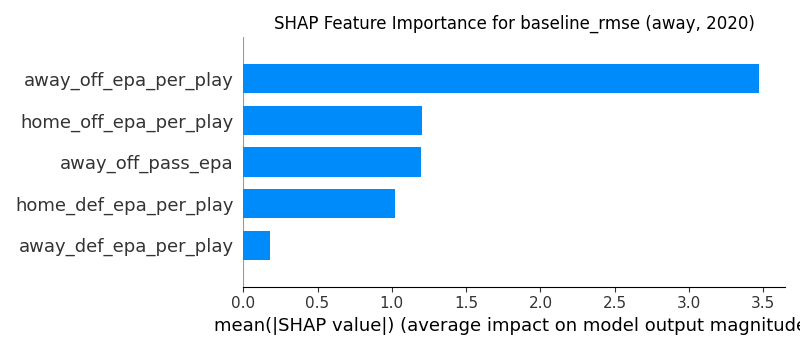 SHAP Feature Importance for baseline_rmse (away, 2020)
away_off_epa_per_play
home_off_epa_per_play
away_off_pass_epa
home_def_epa_per_play
away_def_epa_per_play
0.0 0.5 1.0 1.5 2.0 2.5 3.0 3.5
mean(|SHAP value|) (average impact on model output magnitude